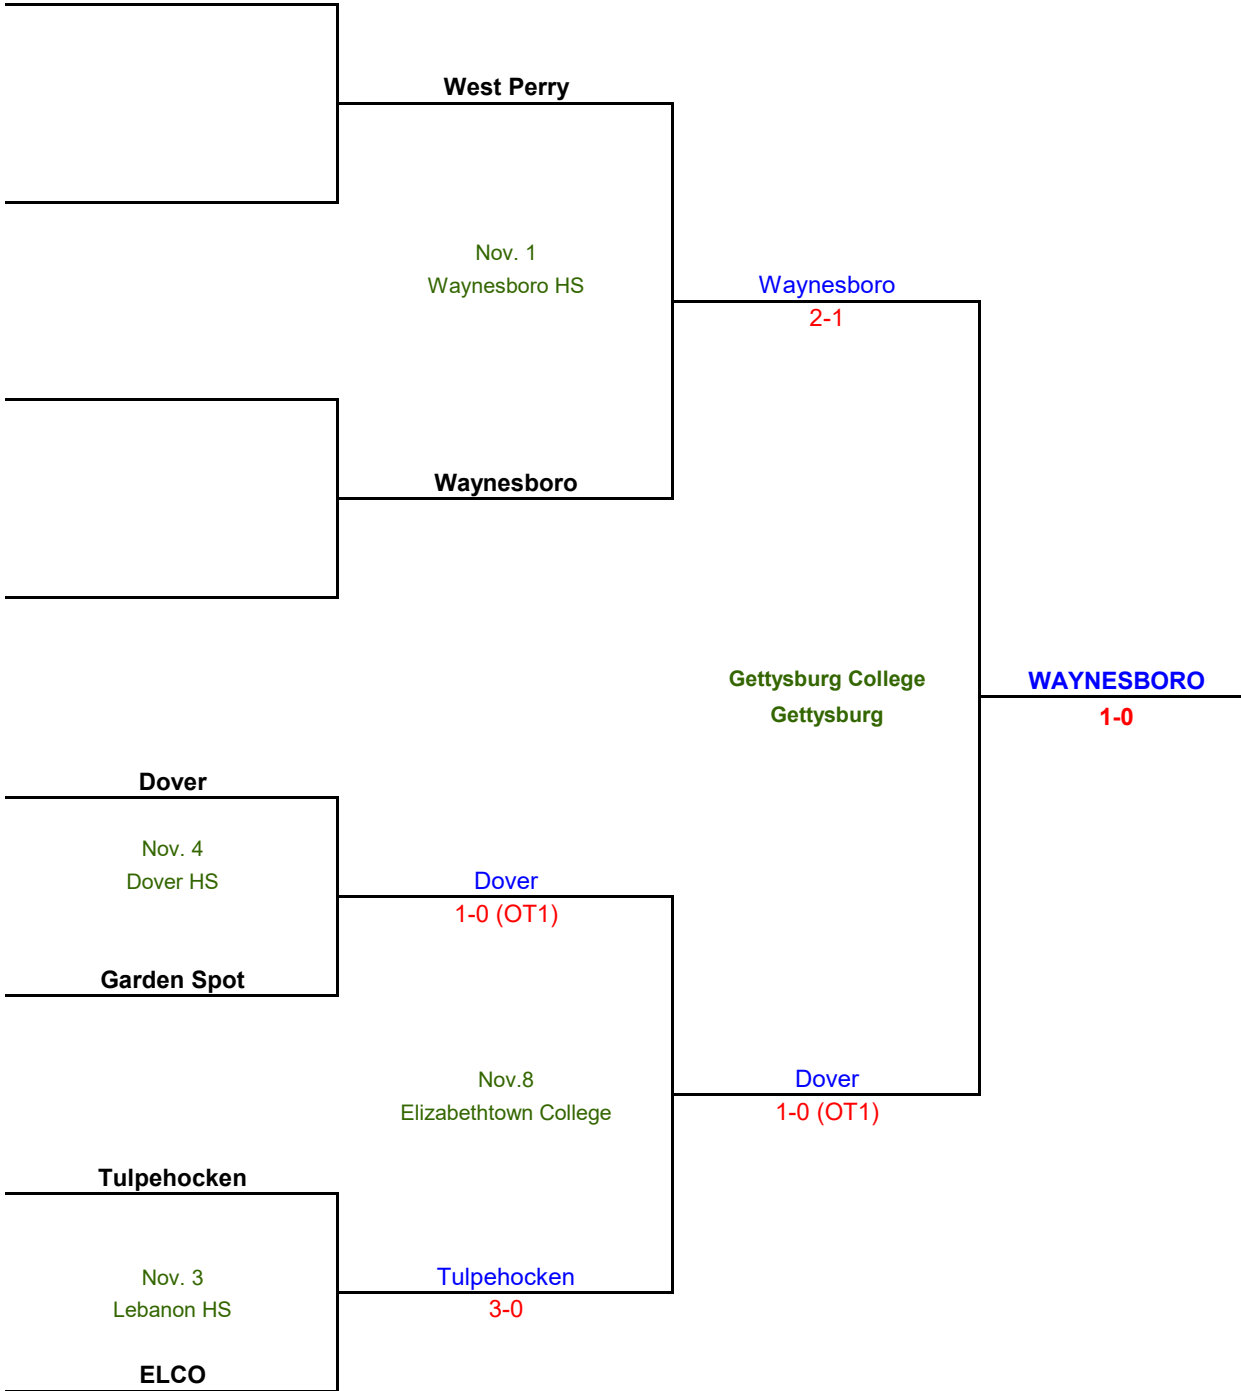 West Perry
Nov. 1
Waynesboro HS
Waynesboro
2-1
Waynesboro
Gettysburg College
Gettysburg
WAYNESBORO
1-0
Dover
Nov. 4
Dover HS
Dover
1-0 (OT1)
Garden Spot
Nov.8
Elizabethtown College
Dover
1-0 (OT1)
Tulpehocken
Nov. 3
Lebanon HS
Tulpehocken
3-0
ELCO